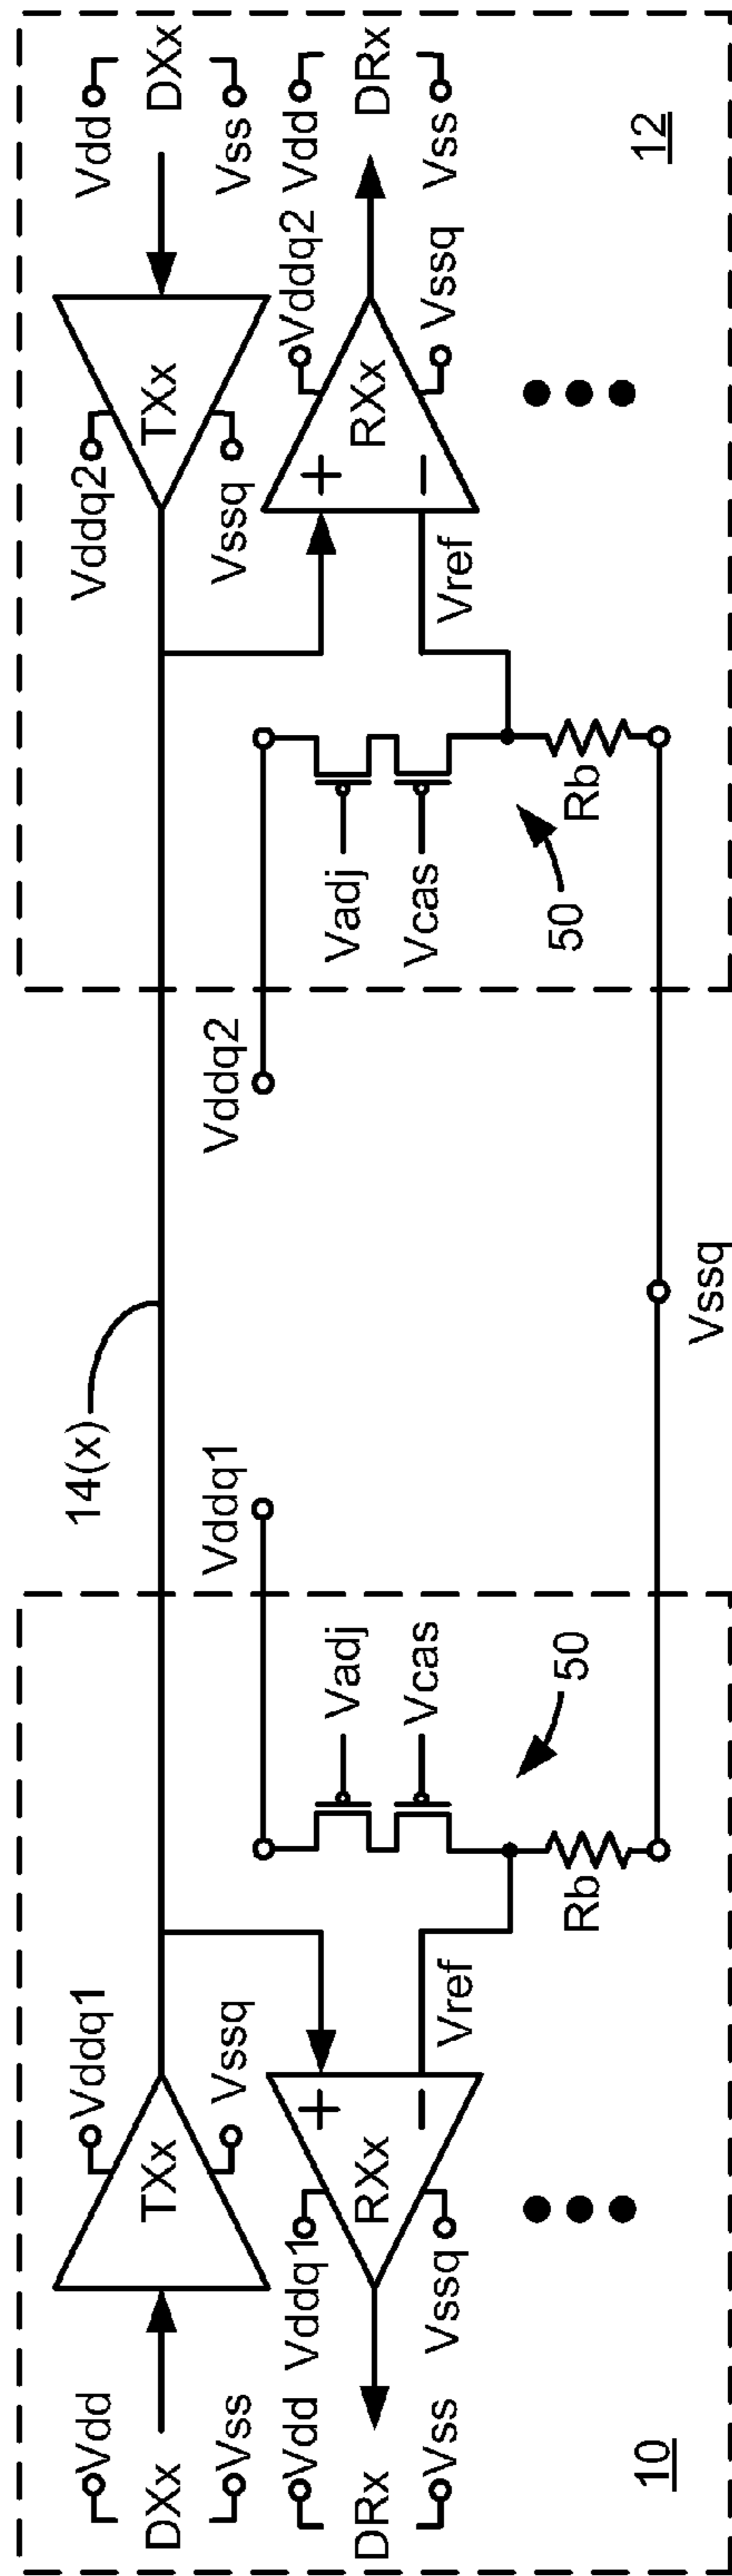 Vdd
DXx
Vss
Vddq1
TXx
Vssq
Vdd
DRx
Vss
Vddq1
RXx
Vssq
+
−
Vref
Vadj
Vcas
50
Rb
10
14(x)
Vddq1
Vddq2
Vssq
Vddq2
TXx
Vssq
Vdd
DXx
Vss
Vadj
Vcas
50
Rb
Vref
+
−
Vddq2
RXx
Vssq
Vdd
DRx
Vss
12